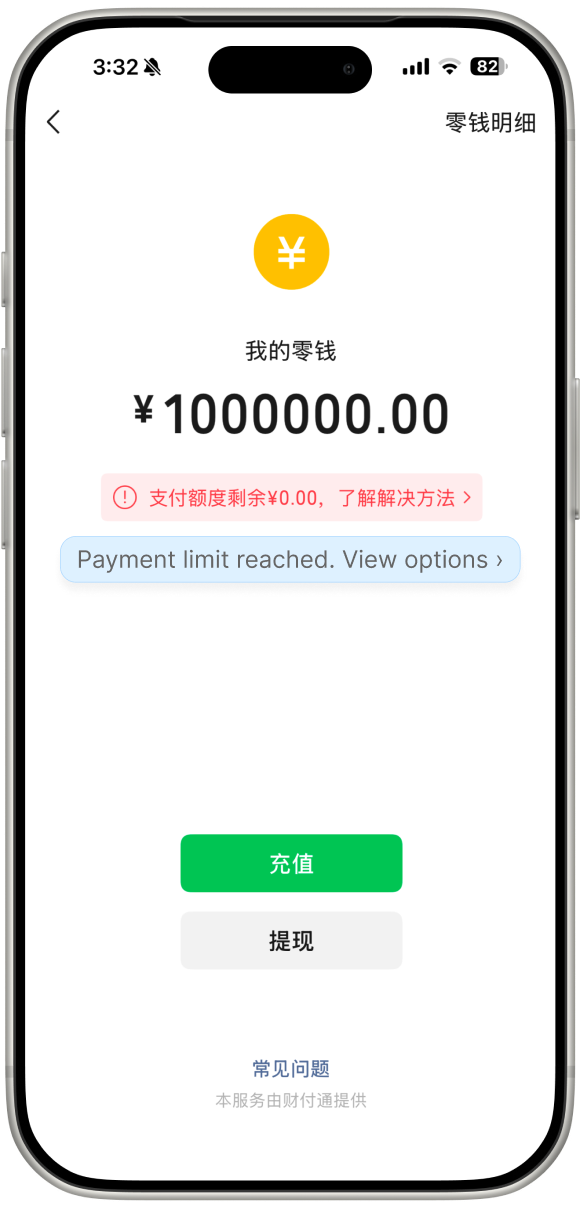 3:32
82
零钱明细
¥
我的零钱
¥1000000.00
支付额度剩余¥0.00，了解解决方法 >
Payment limit reached. View options ›
充值
提现
常见问题
本服务由财付通提供